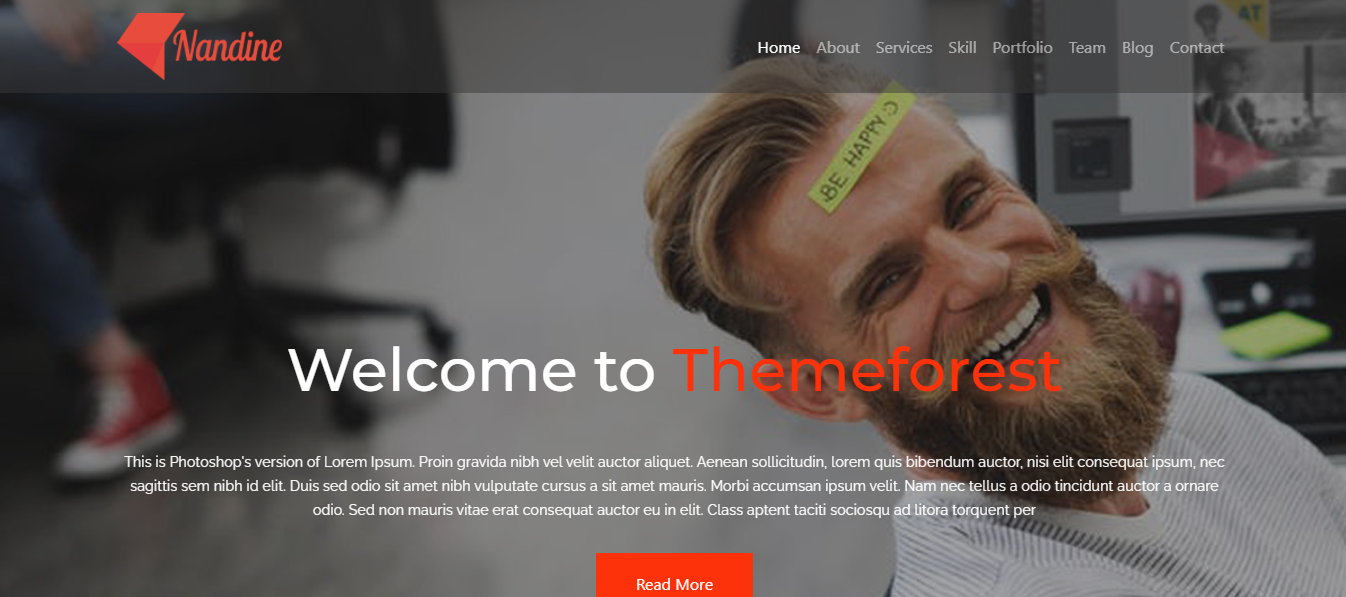 Nandine
Home About Services Skill Portfolio Team Blog Contact
AT
BE HAPPY
Welcome to Themeforest
This is Photoshop's version of Lorem Ipsum. Proin gravida nibh vel velit auctor aliquet. Aenean sollicitudin, lorem quis bibendum auctor, nisi elit consequat ipsum, nec
sagittis sem nibh id elit. Duis sed odio sit amet nibh vulputate cursus a sit amet mauris. Morbi accumsan ipsum velit. Nam nec tellus a odio tincidunt auctor a ornare
odio. Sed non mauris vitae erat consequat auctor eu in elit. Class aptent taciti sociosqu ad litora torquent per
Read More